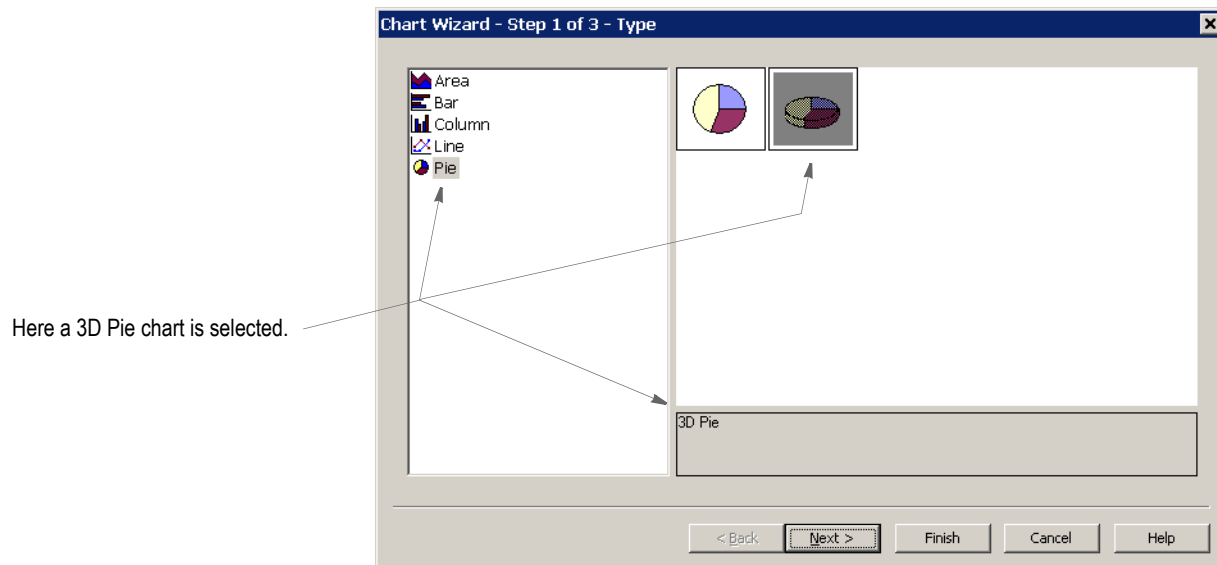 Chart Wizard - Step 1 of 3 - Type
Area
Bar
Column
Line
Pie
Here a 3D Pie chart is selected.
3D Pie
< Back
Next >
Finish
Cancel
Help